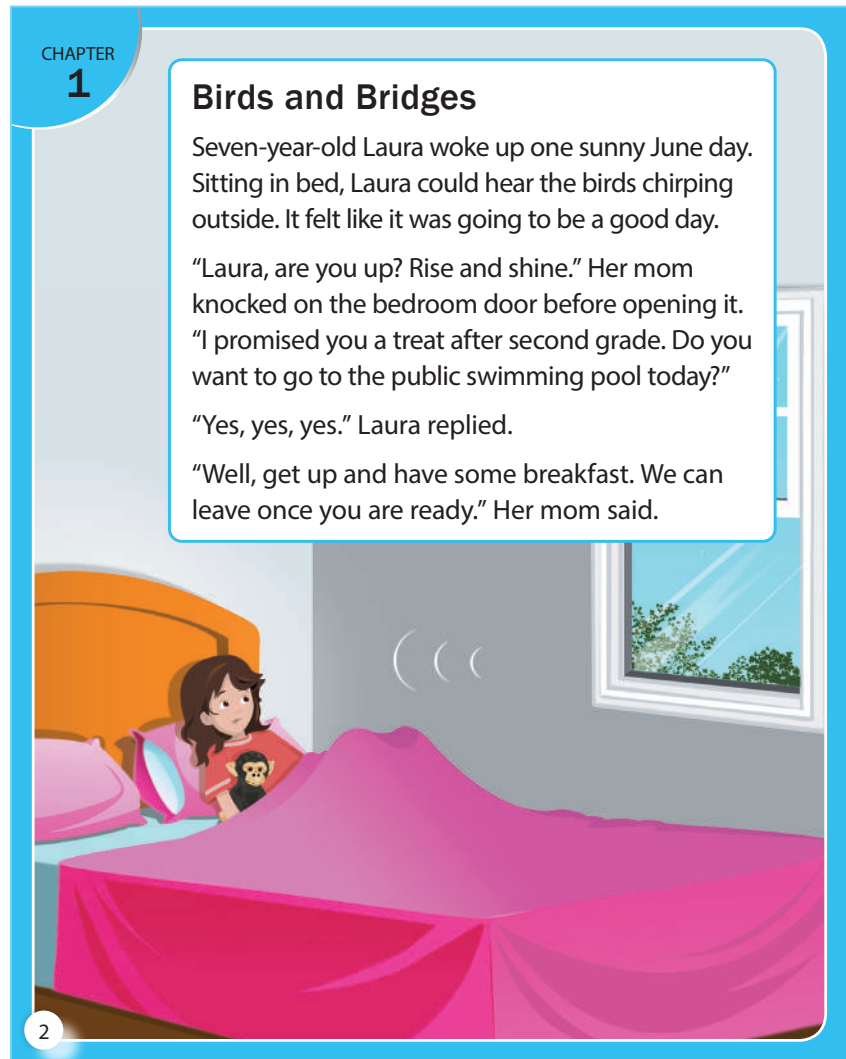 CHAPTER
1
Birds and Bridges
Seven-year-old Laura woke up one sunny June day.
Sitting in bed, Laura could hear the birds chirping
outside. It felt like it was going to be a good day.
“Laura, are you up? Rise and shine.” Her mom
knocked on the bedroom door before opening it.
“I promised you a treat after second grade. Do you
want to go to the public swimming pool today?”
“Yes, yes, yes.” Laura replied.
“Well, get up and have some breakfast. We can
leave once you are ready.” Her mom said.
2